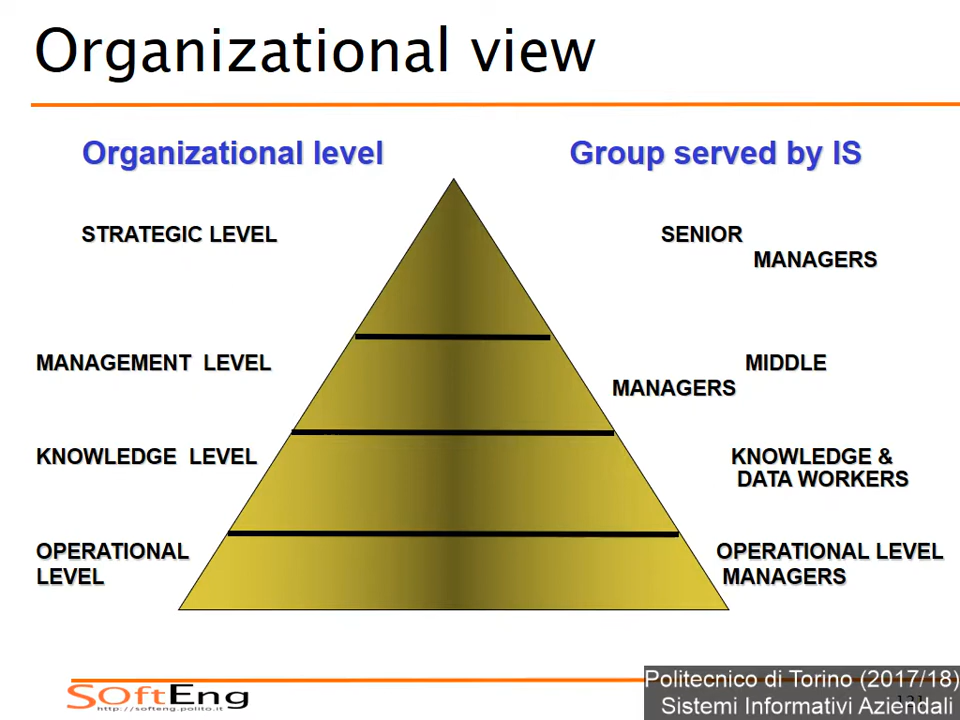 Organizational view
Organizational level
Group served by IS
STRATEGIC LEVEL
SENIOR
MANAGERS
MANAGEMENT LEVEL
MIDDLE
MANAGERS
KNOWLEDGE LEVEL
KNOWLEDGE &
DATA WORKERS
OPERATIONAL
LEVEL
OPERATIONAL LEVEL
MANAGERS
SOftEng
http://softeng.polito.it
Politecnico di Torino (2017/18)
Sistemi Informativi Aziendali